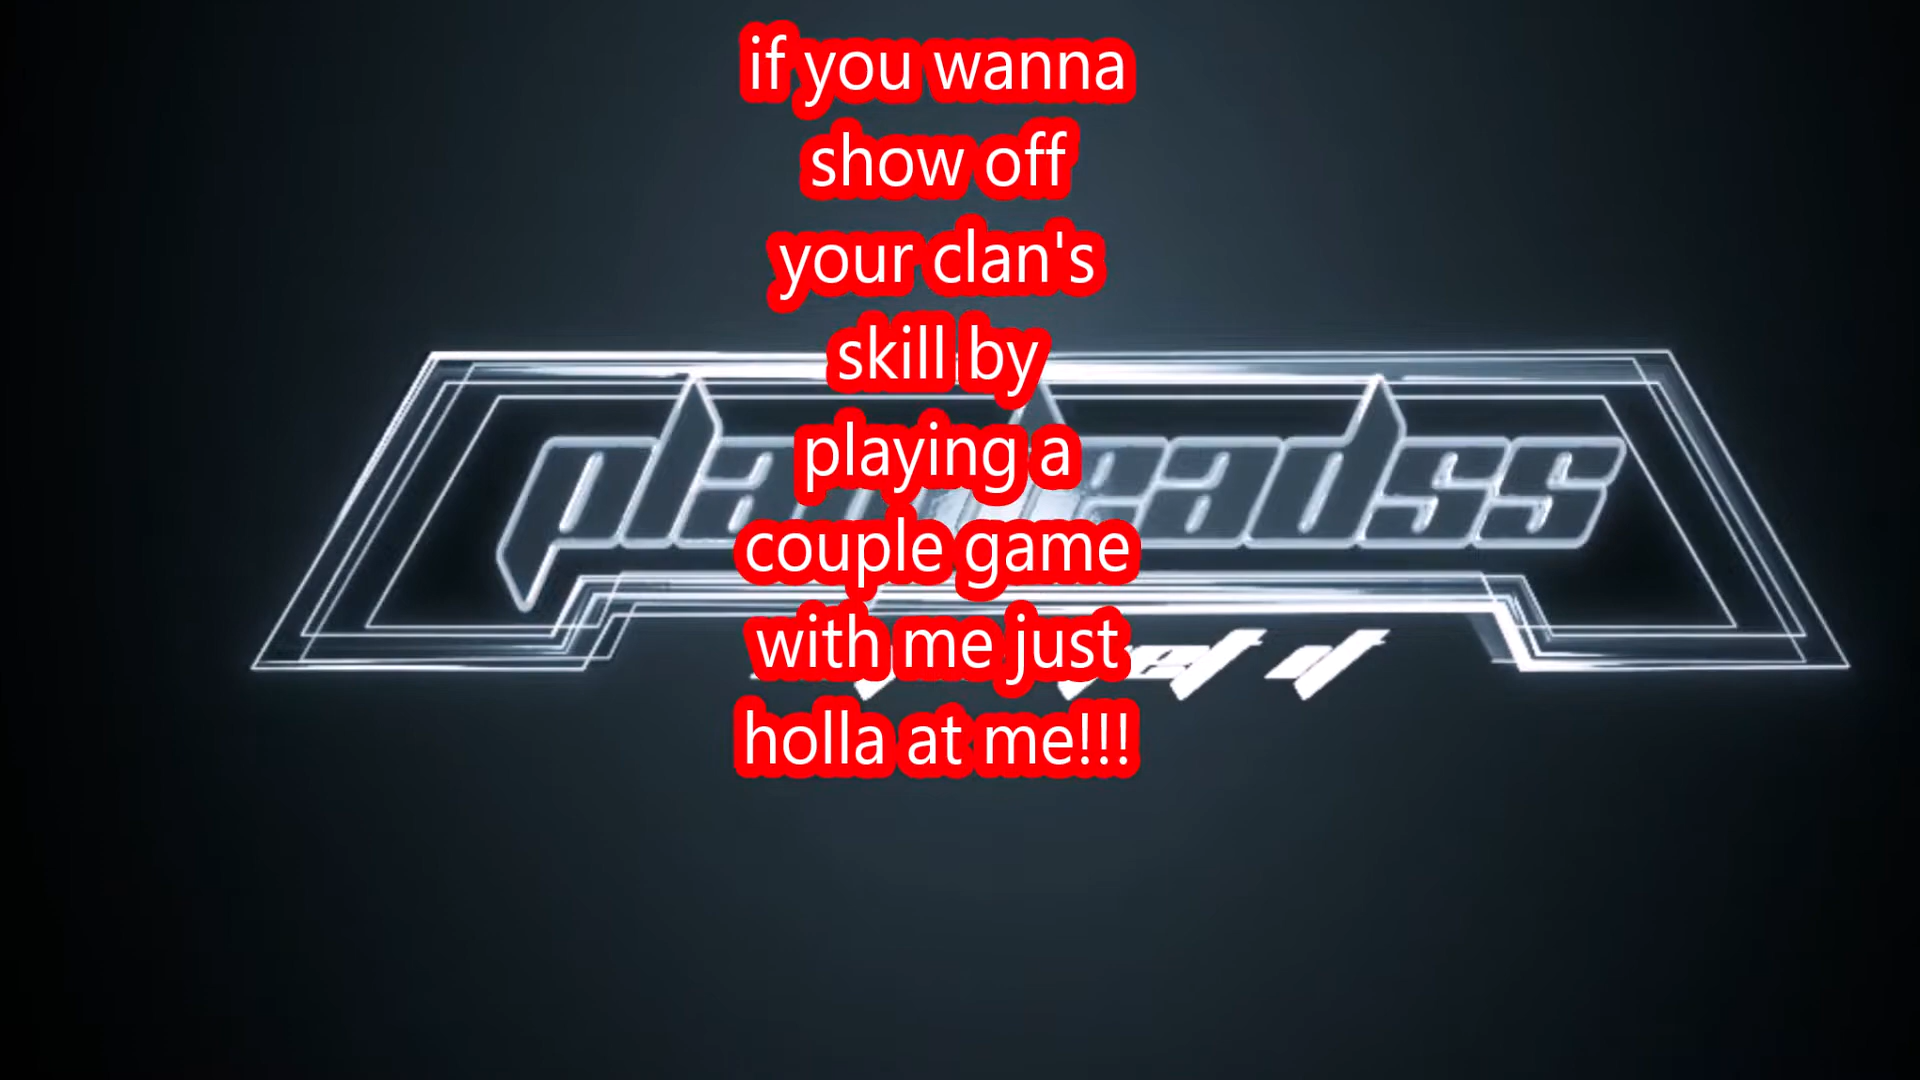 if you wanna
show off
your clan's
skill by
playing a
couple game
with me just
holla at me!!!